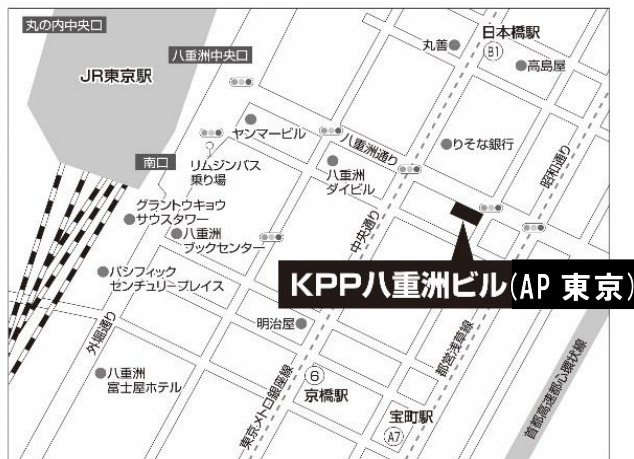 丸の内中央口
JR東京駅
八重洲中央口
丸善
日本橋駅
B1
高島屋
ヤンマービル
八重洲通り
りそな銀行
昭和通り
南口
リムジンバス
乗り場
八重洲
ダイビル
グラントウキョウ
サウスタワー
八重洲
ブックセンター
中央通り
KPP八重洲ビル(AP 東京)
パシフィック
センチュリープレイス
外堀通り
明治屋
都営浅草線
八重洲
富士屋ホテル
東京メトロ銀座線
6
京橋駅
宝町駅
A7
首都高速都心環状線